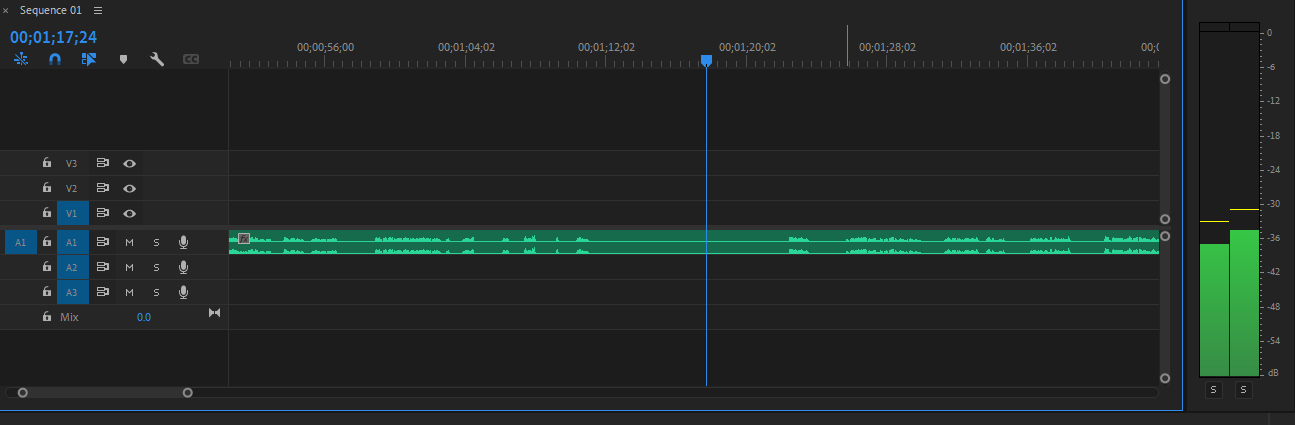 × Sequence 01
00;01;17;24
00;00;56;00 00;01;04;02 00;01;12;02 00;01;20;02 00;01;28;02 00;01;36;02 00;0
CC
V3
V2
V1
A1 A1 M S
A2 M S
A3 M S
Mix 0.0
0
-6
-12
-18
-24
-30
-36
-42
-48
-54
dB
S S